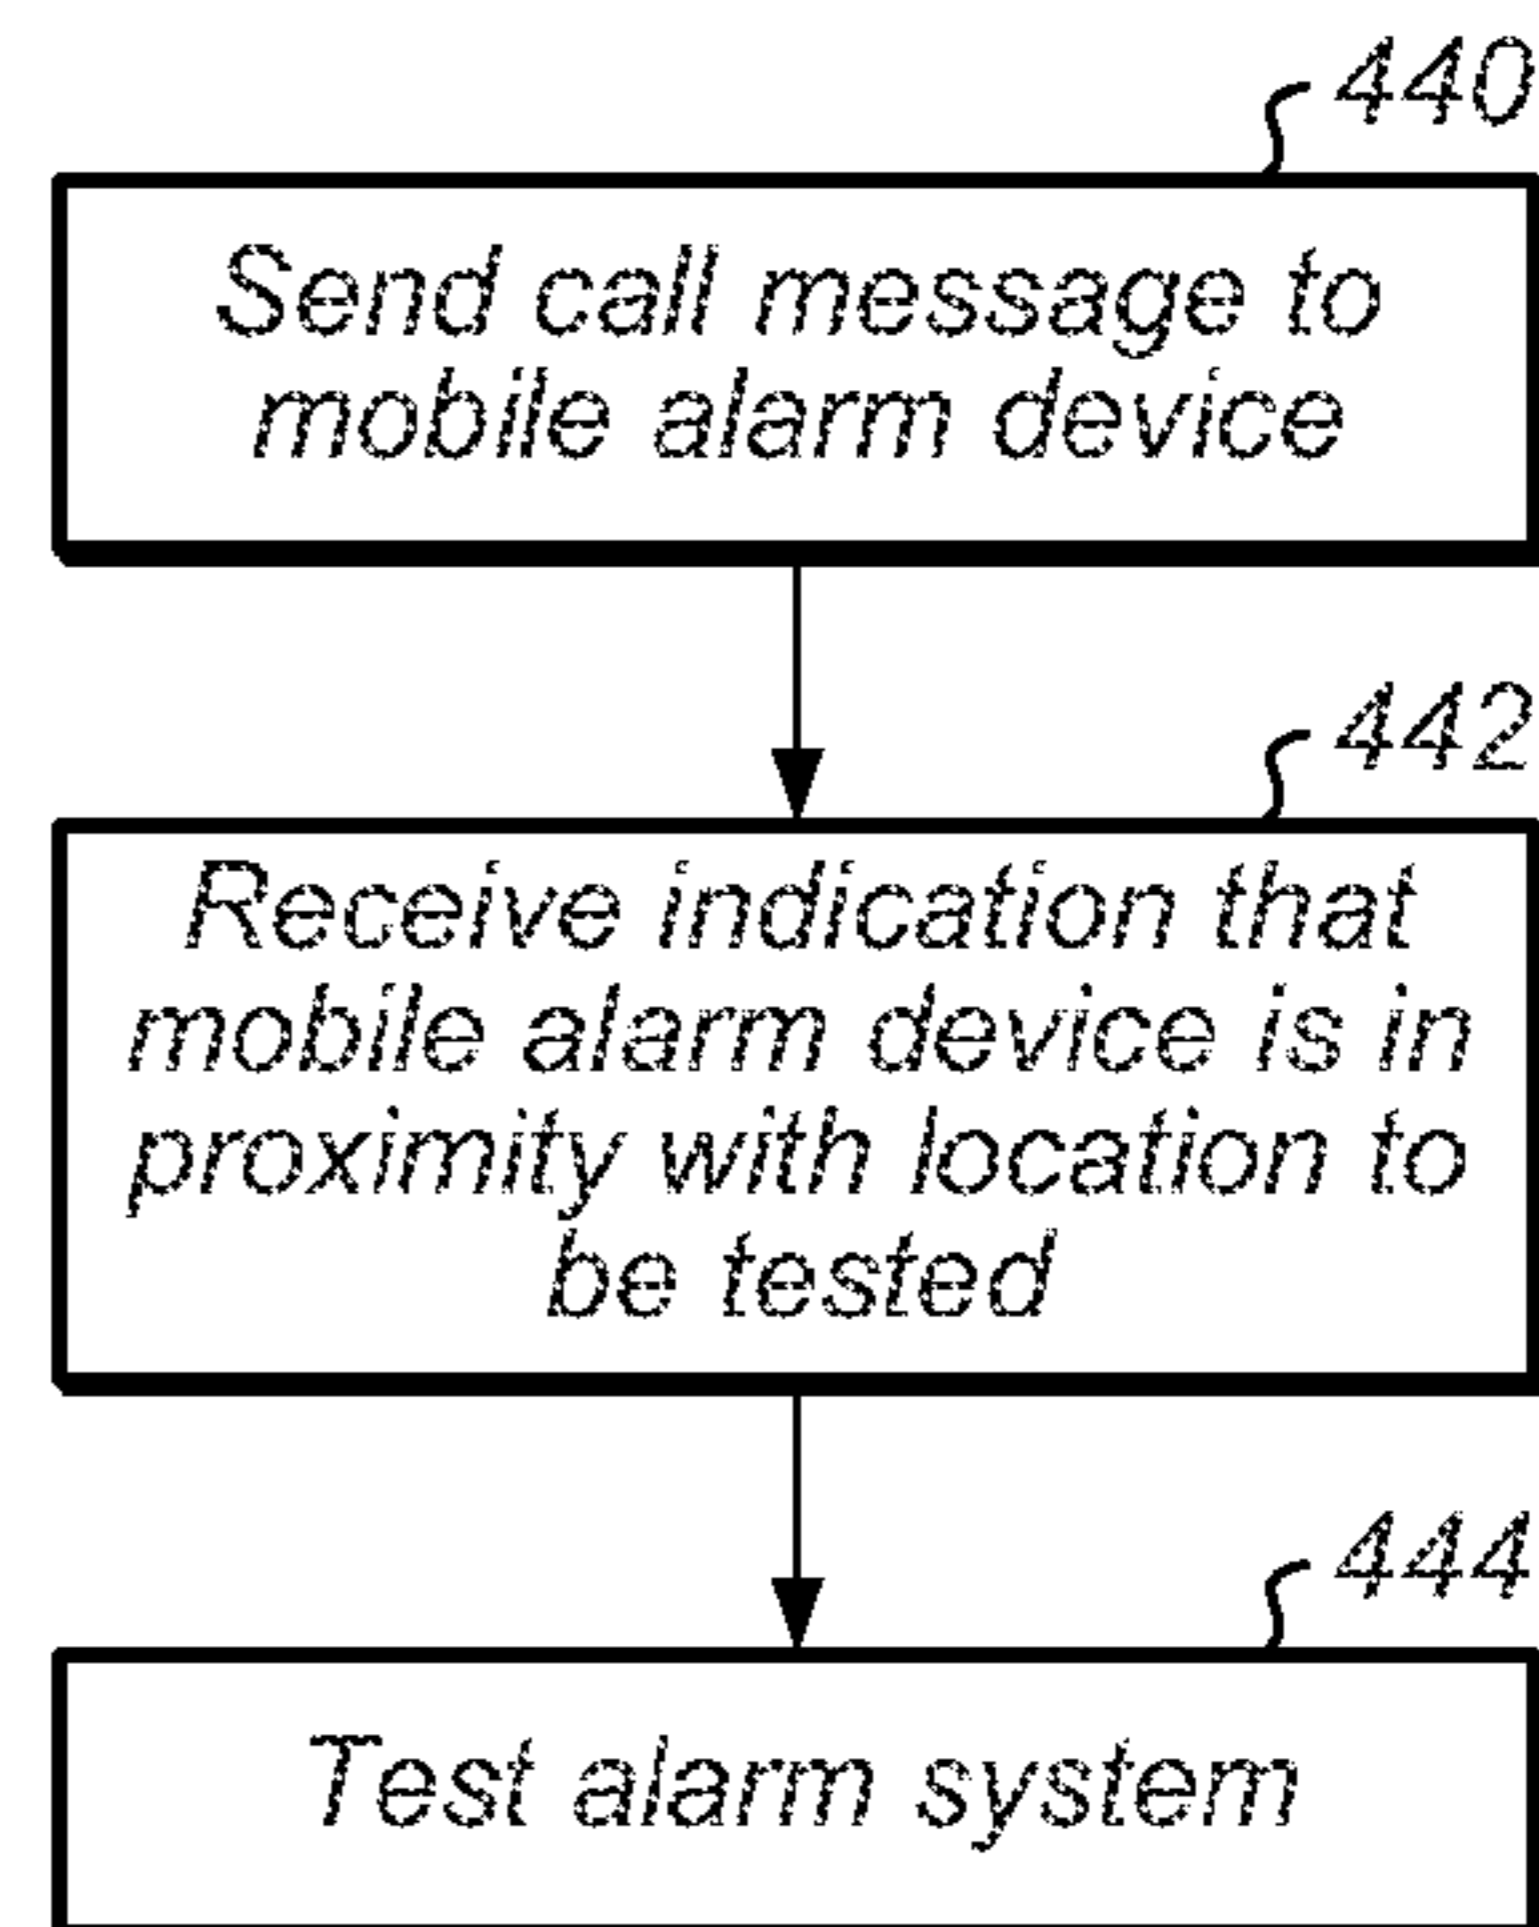 440
Send call message to
mobile alarm device
442
Receive indication that
mobile alarm device is in
proximity with location to
be tested
444
Test alarm system